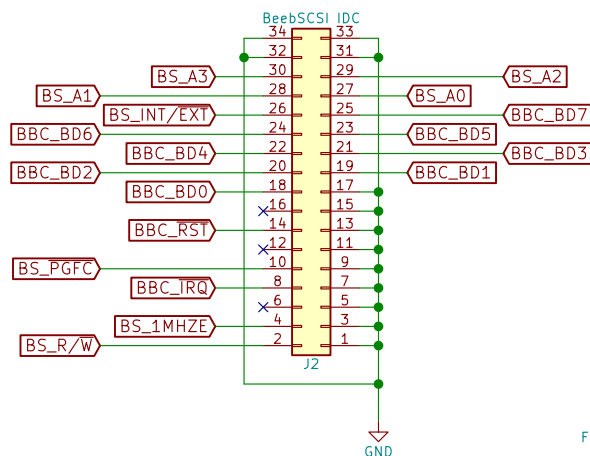 BeebSCSI IDC
34 33
32 31
BS_A3 30 29 BS_A2
BS_A1 28 27 BS_A0
BS_INT/EXT 26 25 BBC_BD7
BBC_BD6 24 23 BBC_BD5
BBC_BD4 22 21 BBC_BD3
BBC_BD2 20 19 BBC_BD1
BBC_BD0 18 17
16 15
BBC_RST 14 13
12 11
BS_PGFC 10 9
BBC_IRQ 8 7
6 5
BS_1MHZE 4 3
BS_R/W 2 1
J2
GND
F